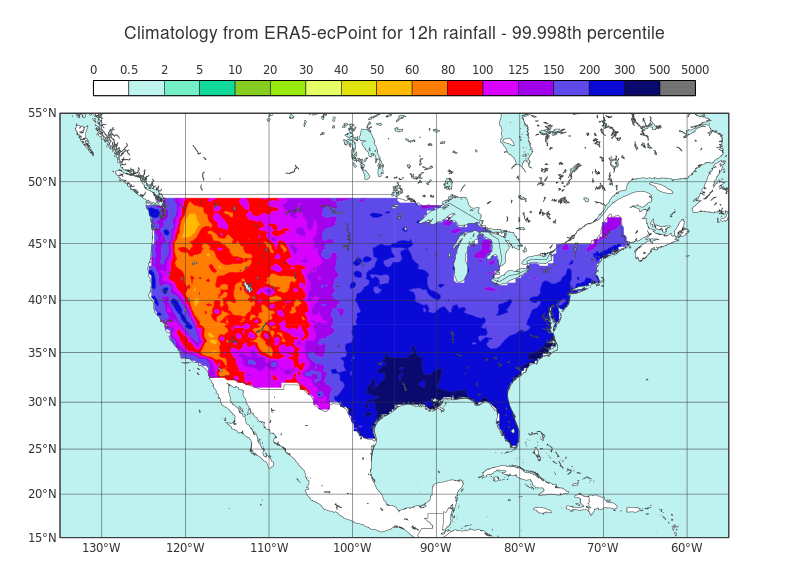 Climatology from ERA5-ecPoint for 12h rainfall - 99.998th percentile
0 0.5 2 5 10 20 30 40 50 60 80 100 125 150 200 300 500 5000
55°N
50°N
45°N
40°N
35°N
30°N
25°N
20°N
15°N
130°W 120°W 110°W 100°W 90°W 80°W 70°W 60°W